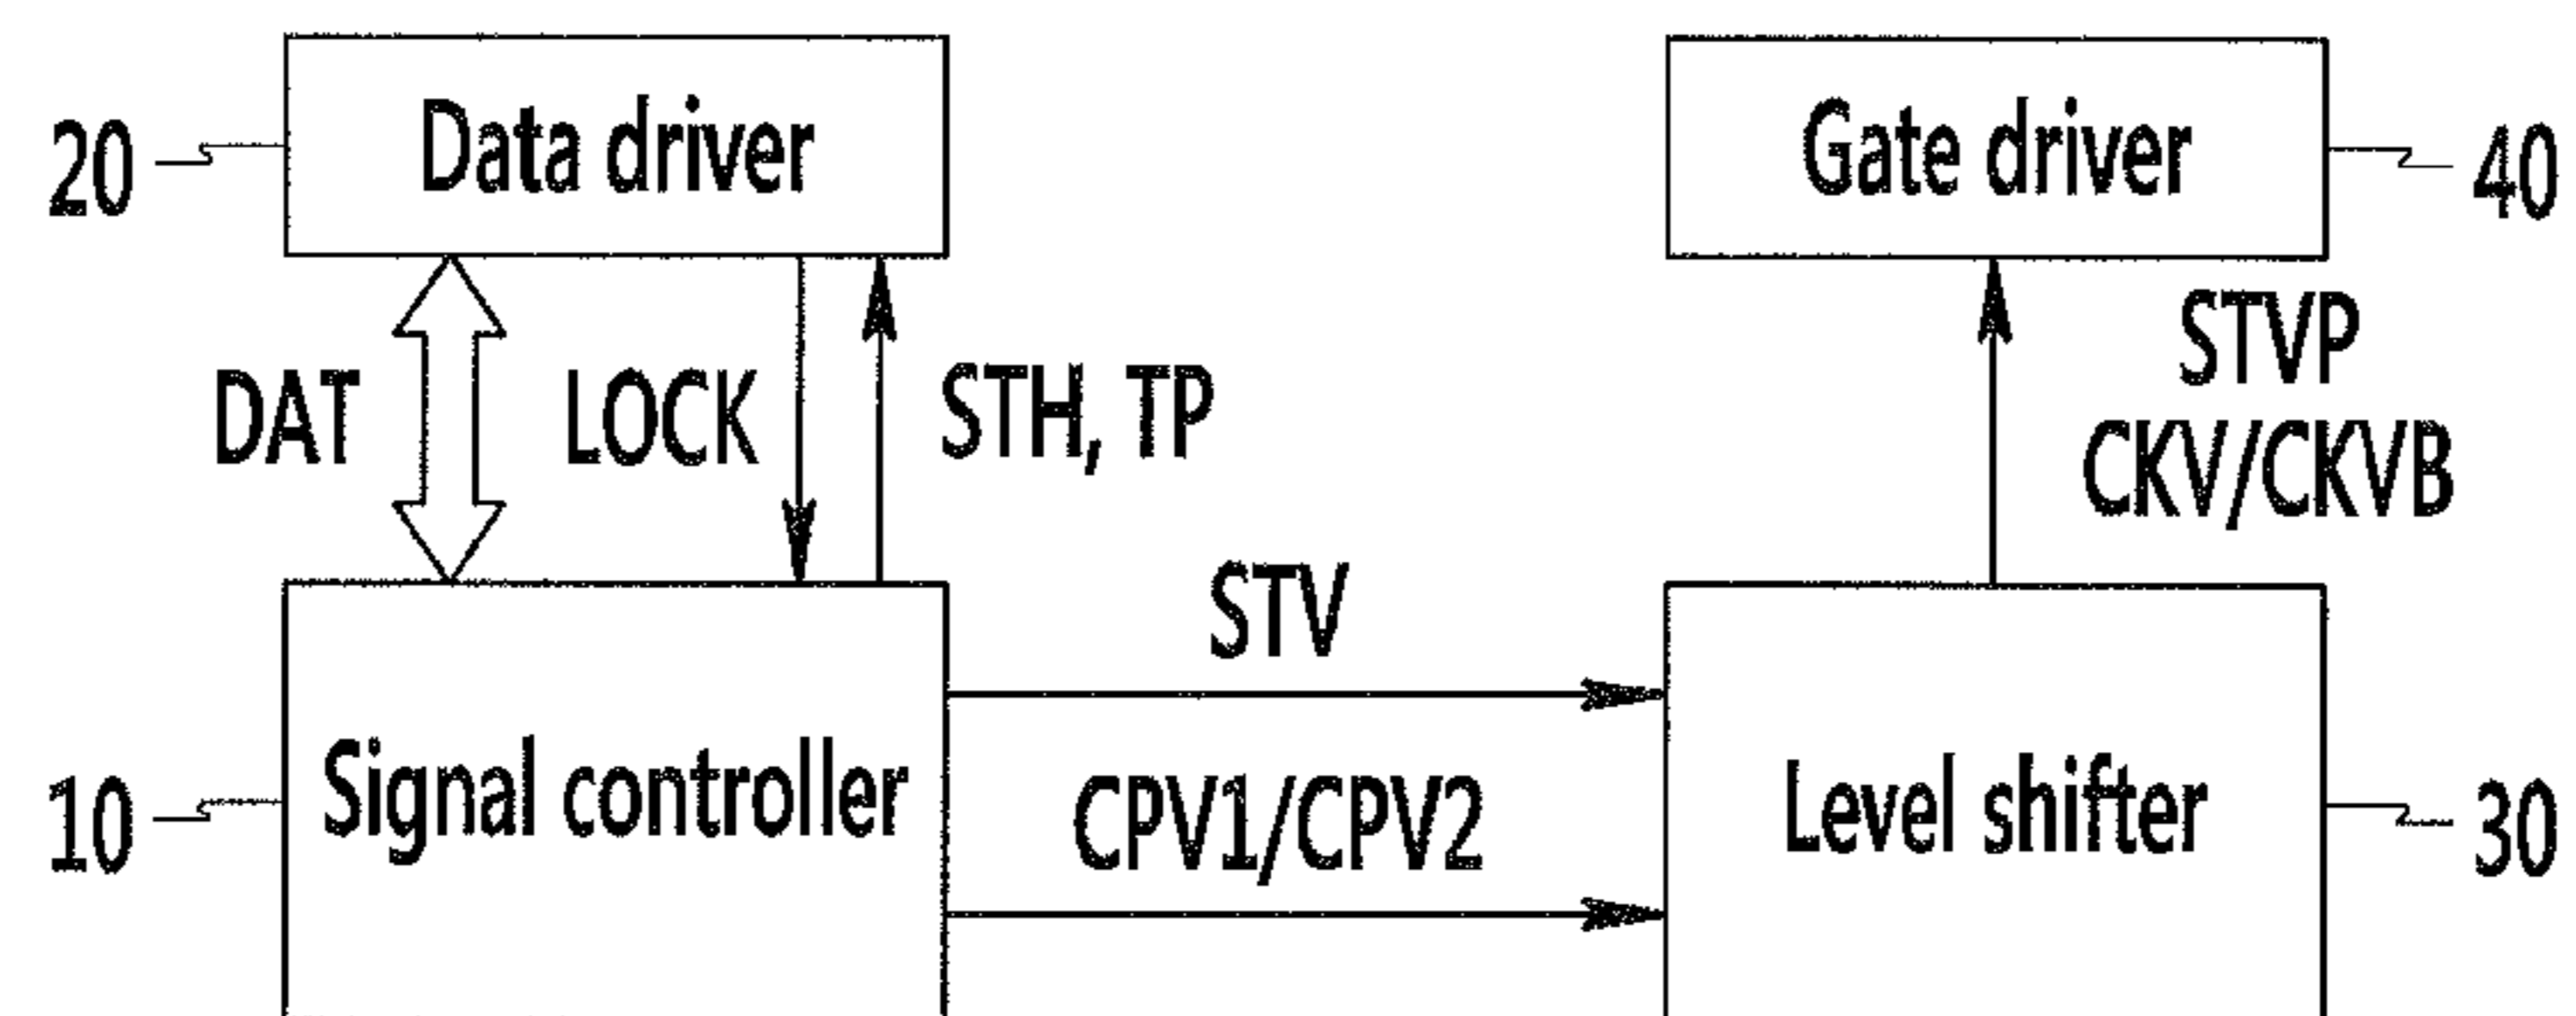 Data driver
Gate driver
20
40
STVP
DAT
LOCK
STH, TP
CKV/CKVB
STV
Signal controller
CPV1/CPV2
Level shifter
10
30